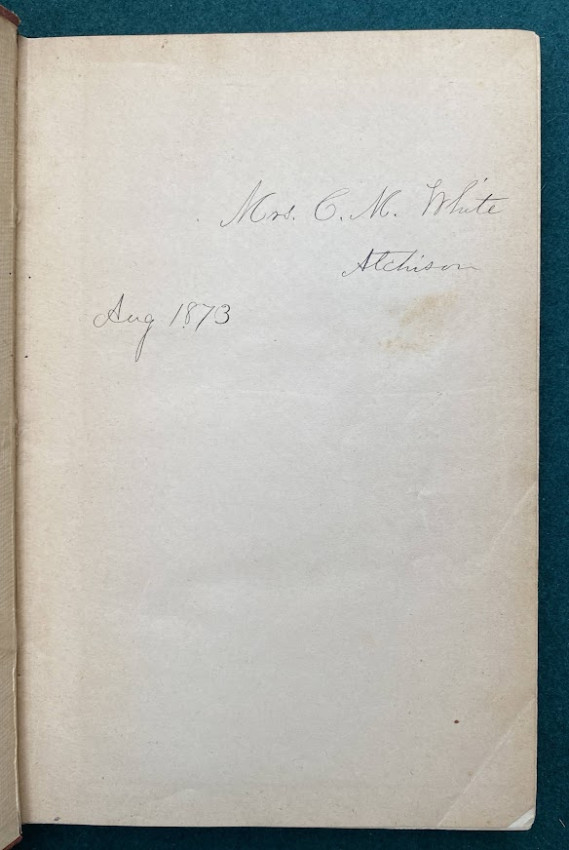 Mrs. C. M. White
Atchison
Aug 1873